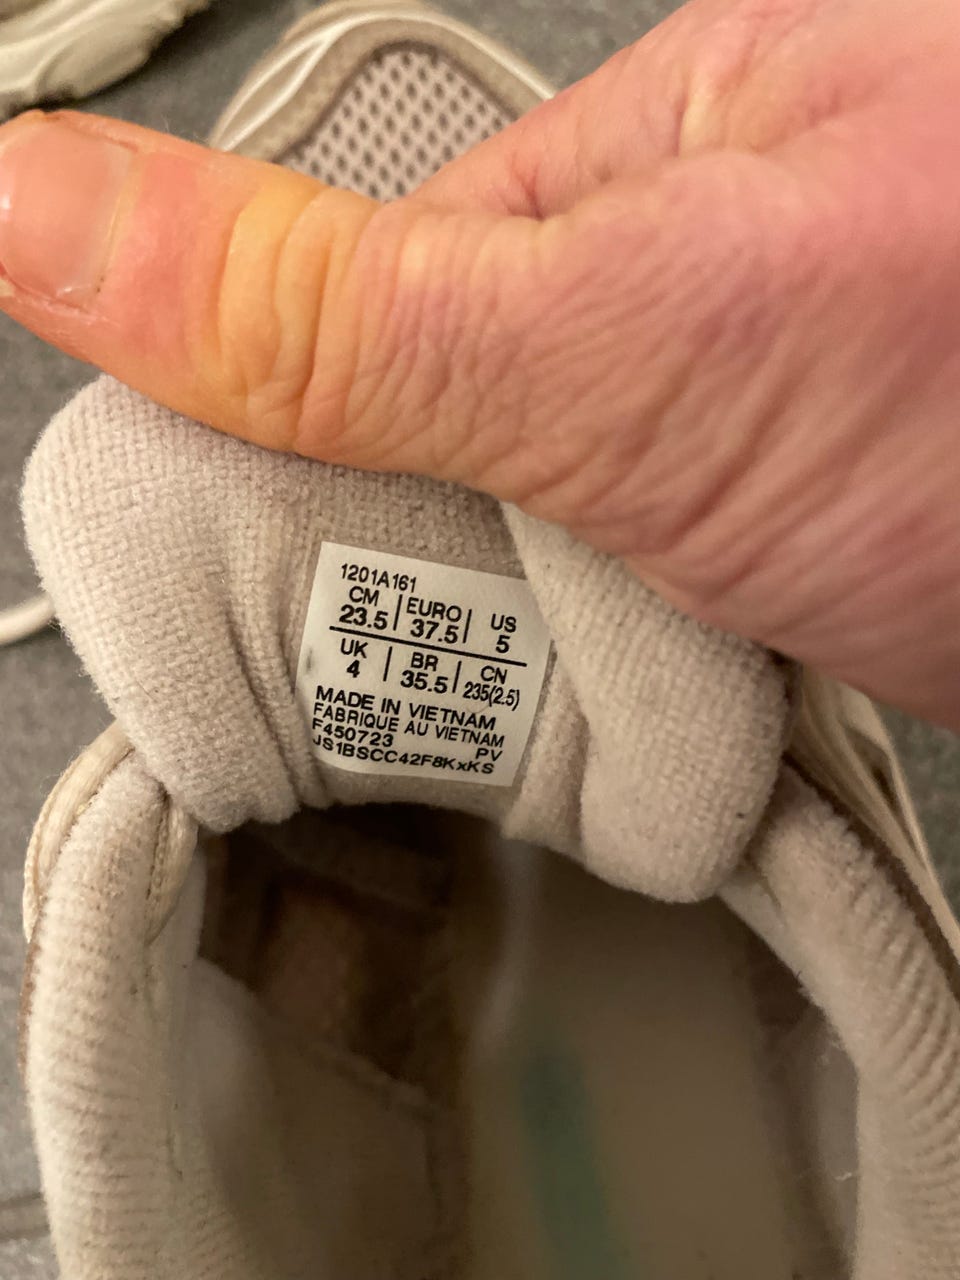 1201A161
CM | EURO | US
23.5 | 37.5 | 5
UK | BR | CN
4 | 35.5 | 235(2.5)
MADE IN VIETNAM
FABRIQUE AU VIETNAM
F450723 PV
JS1BSCC42F8KxKS